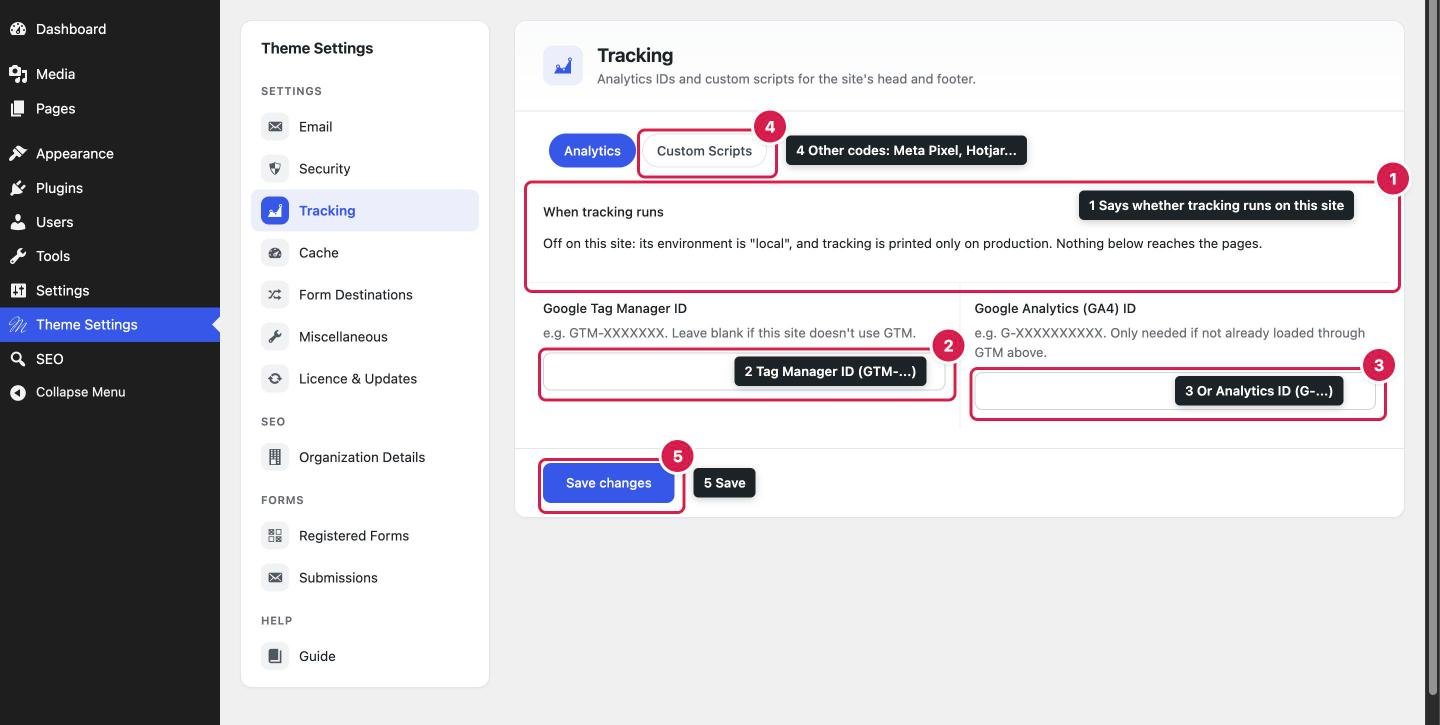 Dashboard
Media
Pages
Appearance
Plugins
Users
Tools
Settings
Theme Settings
SEO
Collapse Menu
Theme Settings
SETTINGS
Email
Security
Tracking
Cache
Form Destinations
Miscellaneous
Licence & Updates
SEO
Organization Details
FORMS
Registered Forms
Submissions
HELP
Guide
Tracking
Analytics IDs and custom scripts for the site's head and footer.
Analytics
Custom Scripts
4
4 Other codes: Meta Pixel, Hotjar...
1
1 Says whether tracking runs on this site
When tracking runs
Off on this site: its environment is "local", and tracking is printed only on production. Nothing below reaches the pages.
Google Tag Manager ID
e.g. GTM-XXXXXXX. Leave blank if this site doesn't use GTM.
2
2 Tag Manager ID (GTM-...)
Google Analytics (GA4) ID
e.g. G-XXXXXXXXXX. Only needed if not already loaded through
GTM above.
3
3 Or Analytics ID (G-...)
Save changes
5
5 Save